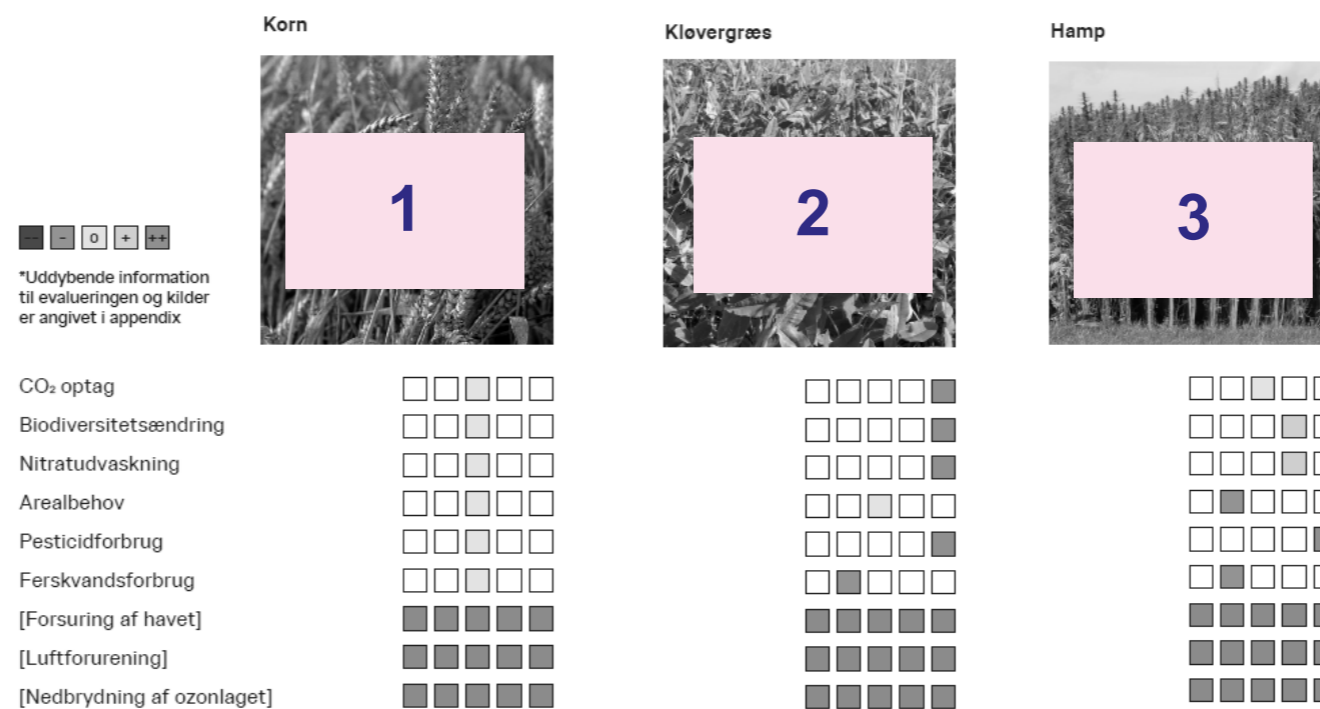 Korn
Kløvergræs
Hamp
1
2
3
-- - 0 + ++
*Uddybende information
til evalueringen og kilder
er angivet i appendix
CO₂ optag
Biodiversitetsændring
Nitratudvaskning
Arealbehov
Pesticidforbrug
Ferskvandsforbrug
[Forsuring af havet]
[Luftforurening]
[Nedbrydning af ozonlaget]